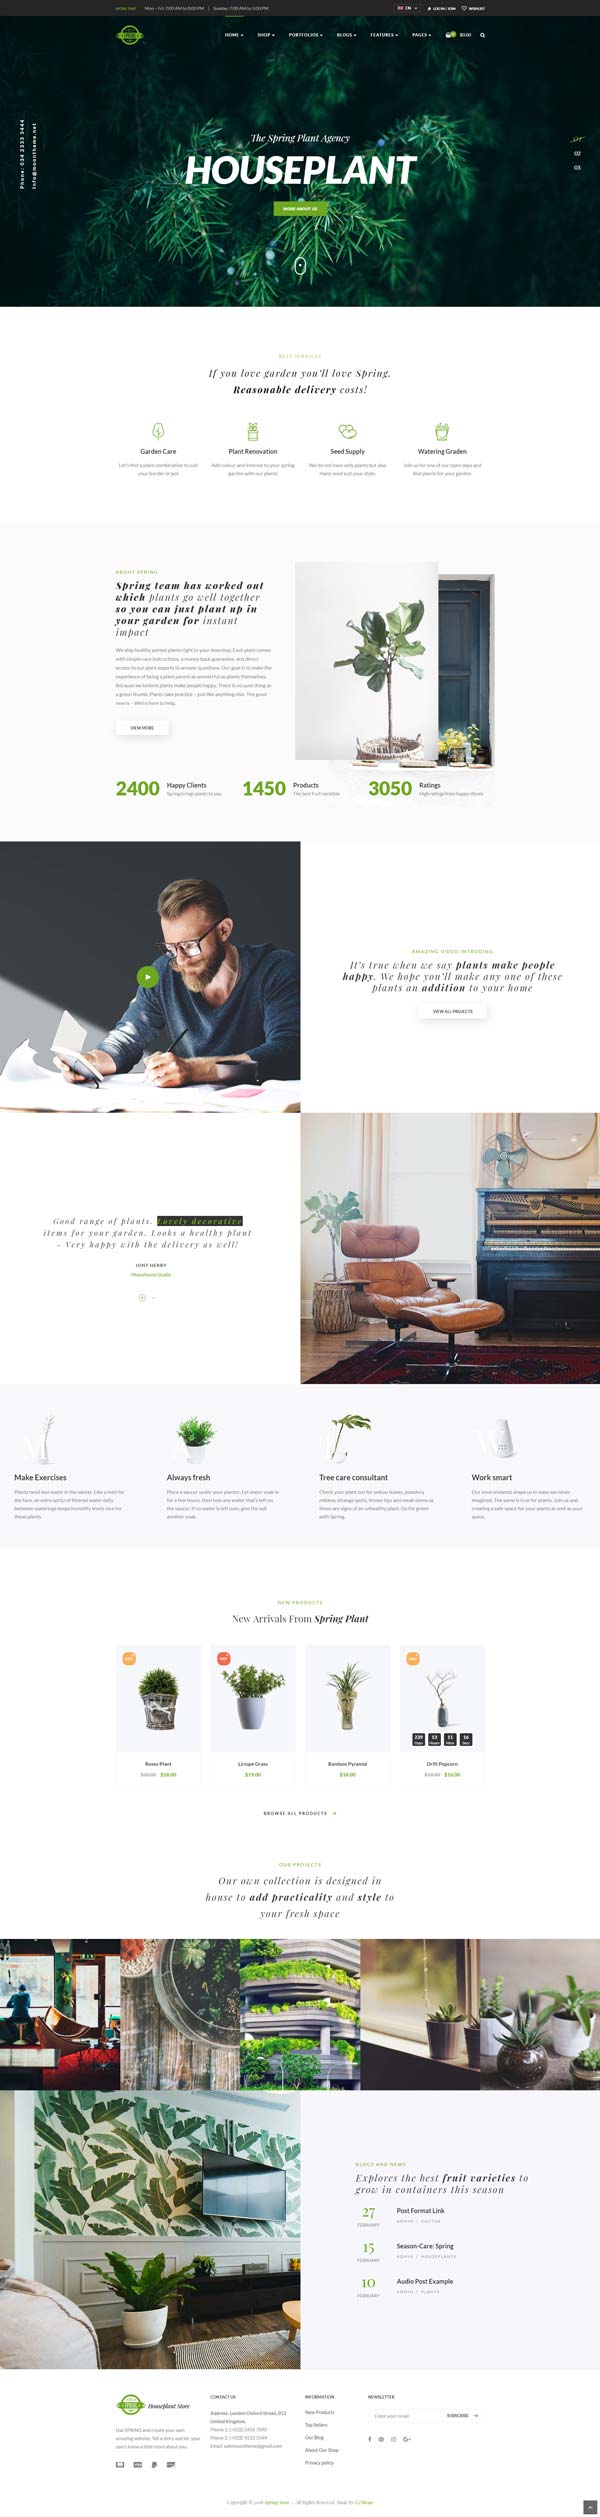 WORK TIME Mon - Fri: 7:00 AM to 8:00 PM | Sunday: 7:00 AM to 5:00 PM EN LOG IN / JOIN WISHLIST
SPRING HOME SHOP PORTFOLIOS BLOGS FEATURES PAGES 0 $0.00
Phone: 034 2333 3444
info@moontheme.net
The Spring Plant Agency
HOUSEPLANT
MORE ABOUT US
01
02
03
BEST SERVICES
If you love garden you'll love Spring.
Reasonable delivery costs!
Garden Care
Let's find a plant combination to suit
your border or pot
Plant Renovation
Add colour and interest to your spring
garden with our plants
Seed Supply
We do not have only plants but also
many seed suit your style.
Watering Graden
Join us for one of our open days and
find plants for your garden.
ABOUT SPRING
Spring team has worked out
which plants go well together
so you can just plant up in
your garden for instant
impact
We ship healthy potted plants right to your doorstep. Each plant comes
with simple care instructions, a money back guarantee, and direct
access to our plant experts to answer questions. Our goal is to make the
experience of being a plant parent as wonderful as plants themselves.
Because we believe plants make people happy. There is no such thing as
a green thumb. Plants take practice – just like anything else. The good
new is – We're here to help.
VIEW MORE
2400 Happy Clients
Spring brings plants to you
1450 Products
The best fruit varieties
3050 Ratings
High ratings from happy clients
AMAZING VIDEO INTRODING
It's true when we say plants make people
happy. We hope you'll make any one of these
plants an addition to your home
VIEW ALL PROJECTS
Good range of plants. Lovely decorative
items for your garden. Looks a healthy plant
- Very happy with the delivery as well!
JONT HERRY
Moontheme Studio
Make Exercises
Plants need less water in the winter. Like a mist for
the face, an extra spritz of filtered water daily
between waterings keeps humidity levels nice for
these plants.
Always fresh
Place a saucer under your planter. Let water soak in
for a few hours, then toss any water that's left on
the saucer. If no water is left over, give the soil
another soak.
Tree care consultant
Check your plant out for yellow leaves, powdery
mildew, strange spots, brown tips and weak stems as
these are signs of an unhealthy plant. Go for green
with Spring.
Work smart
Our environments shape us in ways we never
imagined. The same is true for plants. Join us and
creating a safe space for your plants as well as your
space.
NEW PRODUCTS
New Arrivals From Spring Plant
SALE
HOT
SALE
239 Days 13 Hours 11 Mins 16 Secs
Roses Plant
$20.00 $18.00
Liriope Grass
$19.00
Bamboo Pyramid
$18.00
Drift Popcorn
$18.00 $16.00
BROWSE ALL PRODUCTS
OUR PROJECTS
Our own collection is designed in
house to add practicality and style to
your fresh space
BLOGS AND NEWS
Explores the best fruit varieties to
grow in containers this season
27 Post Format Link
FEBRUARY ADMIN / CACTUS
15 Season-Care: Spring
FEBRUARY ADMIN / HOUSEPLANTS
10 Audio Post Example
FEBRUARY ADMIN / PLANTS
SPRING Houseplant Store
Use SPRING and create your own
amazing website. Tell a story and let your
users know a little more about you.
CONTACT US
Address: London Oxford Street, 012
United Kingdom.
Phone 1: (+032) 3456 7890
Phone 2: (+032) 4533 5544
Email: salemoontheme@gmail.com
INFORMATION
New Products
Top Sellers
Our Blog
About Our Shop
Privacy policy
NEWSLETTER
Enter your email SUBSCRIBE
Copyright © 2018 Spring Store – All Rights Reserved. Made by